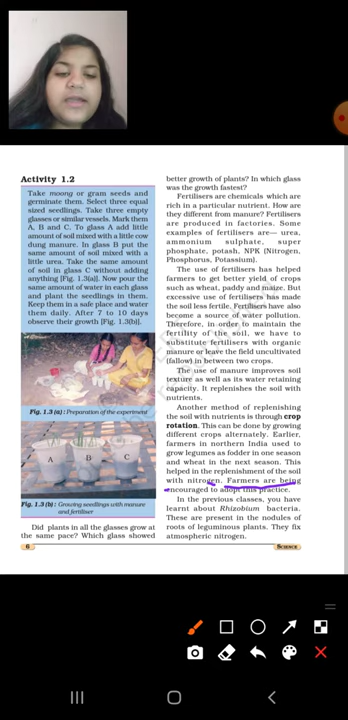 Activity 1.2
Take moong or gram seeds and
germinate them. Select three equal
sized seedlings. Take three empty
glasses or similar vessels. Mark them
A, B and C. To glass A add little
amount of soil mixed with a little cow
dung manure. In glass B put the
same amount of soil mixed with a
little urea. Take the same amount
of soil in glass C without adding
anything [Fig. 1.3(a)]. Now pour the
same amount of water in each glass
and plant the seedlings in them.
Keep them in a safe place and water
them daily. After 7 to 10 days
observe their growth [Fig. 1.3(b)].
Fig. 1.3 (a) : Preparation of the experiment
A B C
Fig. 1.3 (b) : Growing seedlings with manure
and fertiliser
Did plants in all the glasses grow at
the same pace? Which glass showed
better growth of plants? In which glass
was the growth fastest?
Fertilisers are chemicals which are
rich in a particular nutrient. How are
they different from manure? Fertilisers
are produced in factories. Some
examples of fertilisers are— urea,
ammonium sulphate, super
phosphate, potash, NPK (Nitrogen,
Phosphorus, Potassium).
The use of fertilisers has helped
farmers to get better yield of crops
such as wheat, paddy and maize. But
excessive use of fertilisers has made
the soil less fertile. Fertilisers have also
become a source of water pollution.
Therefore, in order to maintain the
fertility of the soil, we have to
substitute fertilisers with organic
manure or leave the field uncultivated
(fallow) in between two crops.
The use of manure improves soil
texture as well as its water retaining
capacity. It replenishes the soil with
nutrients.
Another method of replenishing
the soil with nutrients is through crop
rotation. This can be done by growing
different crops alternately. Earlier,
farmers in northern India used to
grow legumes as fodder in one season
and wheat in the next season. This
helped in the replenishment of the soil
with nitrogen. Farmers are being
encouraged to adopt this practice.
In the previous classes, you have
learnt about Rhizobium bacteria.
These are present in the nodules of
roots of leguminous plants. They fix
atmospheric nitrogen.
6
SCIENCE